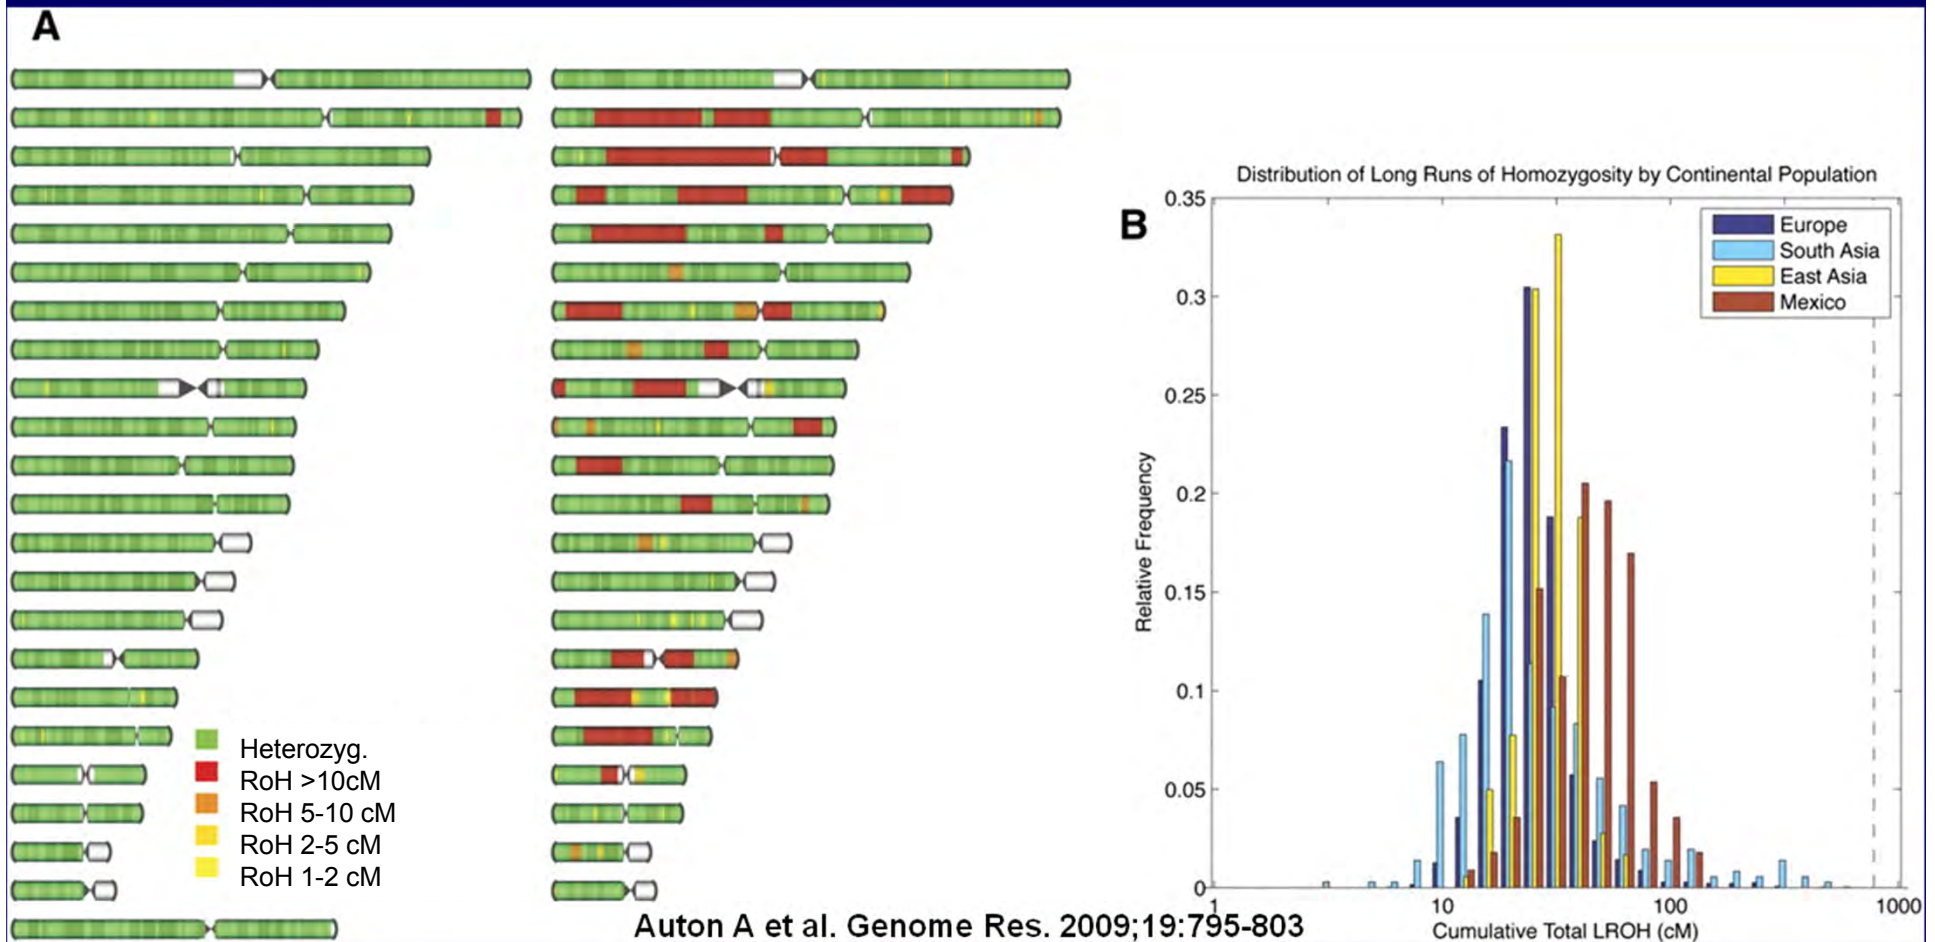 A
Heterozyg.
RoH >10cM
RoH 5-10 cM
RoH 2-5 cM
RoH 1-2 cM
B
Distribution of Long Runs of Homozygosity by Continental Population
Europe
South Asia
East Asia
Mexico
Relative Frequency
0.35
0.3
0.25
0.2
0.15
0.1
0.05
0
1
10
100
1000
Cumulative Total LROH (cM)
Auton A et al. Genome Res. 2009;19:795-803